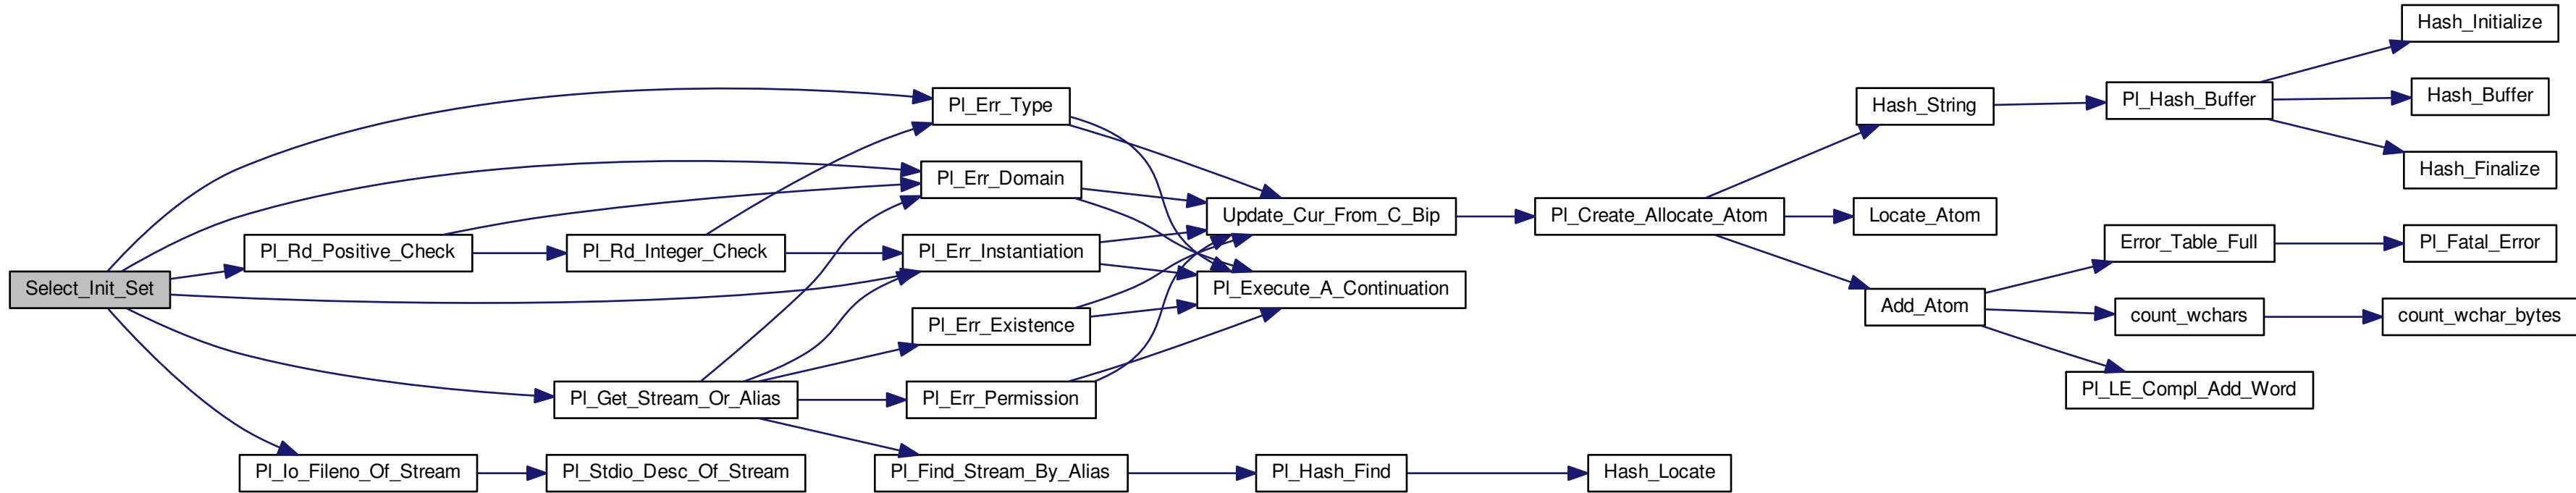 Select_Init_Set
Pl_Rd_Positive_Check
Pl_Io_Fileno_Of_Stream
Pl_Rd_Integer_Check
Pl_Get_Stream_Or_Alias
Pl_Stdio_Desc_Of_Stream
Pl_Err_Type
Pl_Err_Domain
Pl_Err_Instantiation
Pl_Err_Existence
Pl_Err_Permission
Pl_Find_Stream_By_Alias
Update_Cur_From_C_Bip
Pl_Execute_A_Continuation
Pl_Hash_Find
Pl_Create_Allocate_Atom
Hash_Locate
Hash_String
Locate_Atom
Add_Atom
Pl_Hash_Buffer
Error_Table_Full
count_wchars
Pl_LE_Compl_Add_Word
Hash_Initialize
Hash_Buffer
Hash_Finalize
Pl_Fatal_Error
count_wchar_bytes